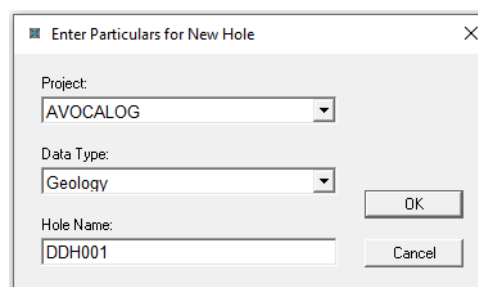 Enter Particulars for New Hole
Project:
AVOCALOG
Data Type:
Geology
OK
Hole Name:
DDH001
Cancel